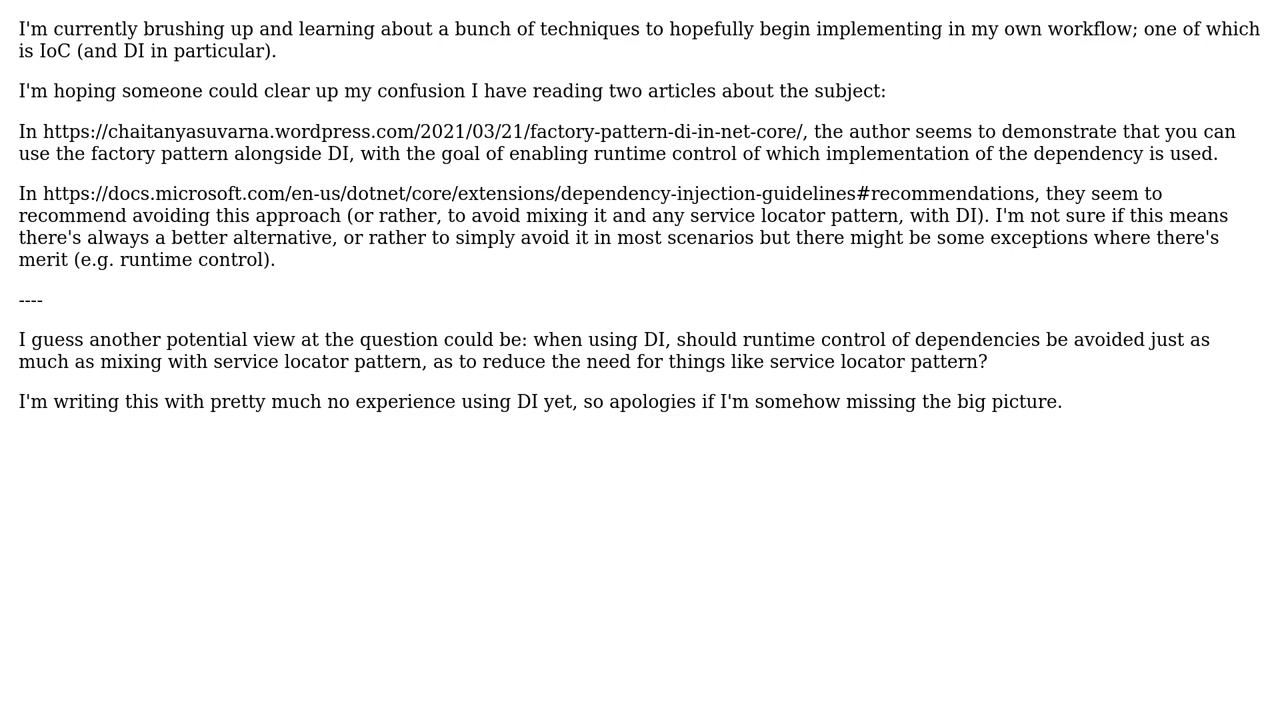 I'm currently brushing up and learning about a bunch of techniques to hopefully begin implementing in my own workflow; one of which
is IoC (and DI in particular).
I'm hoping someone could clear up my confusion I have reading two articles about the subject:
In https://chaitanyasuvarna.wordpress.com/2021/03/21/factory-pattern-di-in-net-core/, the author seems to demonstrate that you can
use the factory pattern alongside DI, with the goal of enabling runtime control of which implementation of the dependency is used.
In https://docs.microsoft.com/en-us/dotnet/core/extensions/dependency-injection-guidelines#recommendations, they seem to
recommend avoiding this approach (or rather, to avoid mixing it and any service locator pattern, with DI). I'm not sure if this means
there's always a better alternative, or rather to simply avoid it in most scenarios but there might be some exceptions where there's
merit (e.g. runtime control).
----
I guess another potential view at the question could be: when using DI, should runtime control of dependencies be avoided just as
much as mixing with service locator pattern, as to reduce the need for things like service locator pattern?
I'm writing this with pretty much no experience using DI yet, so apologies if I'm somehow missing the big picture.